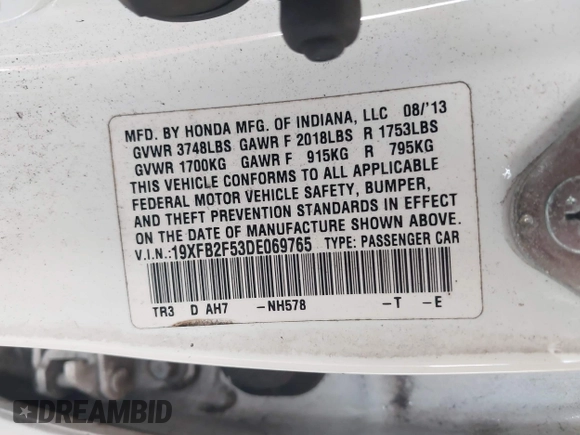 MFD. BY HONDA MFG. OF INDIANA, LLC 08/'13
GVWR 3748LBS GAWR F 2018LBS R 1753LBS
GVWR 1700KG GAWR F 915KG R 795KG
THIS VEHICLE CONFORMS TO ALL APPLICABLE
FEDERAL MOTOR VEHICLE SAFETY, BUMPER,
AND THEFT PREVENTION STANDARDS IN EFFECT
ON THE DATE OF MANUFACTURE SHOWN ABOVE.
V.I.N.:19XFB2F53DE069765 TYPE: PASSENGER CAR
TR3 D AH7 -NH578 -T -E
DREAMBID